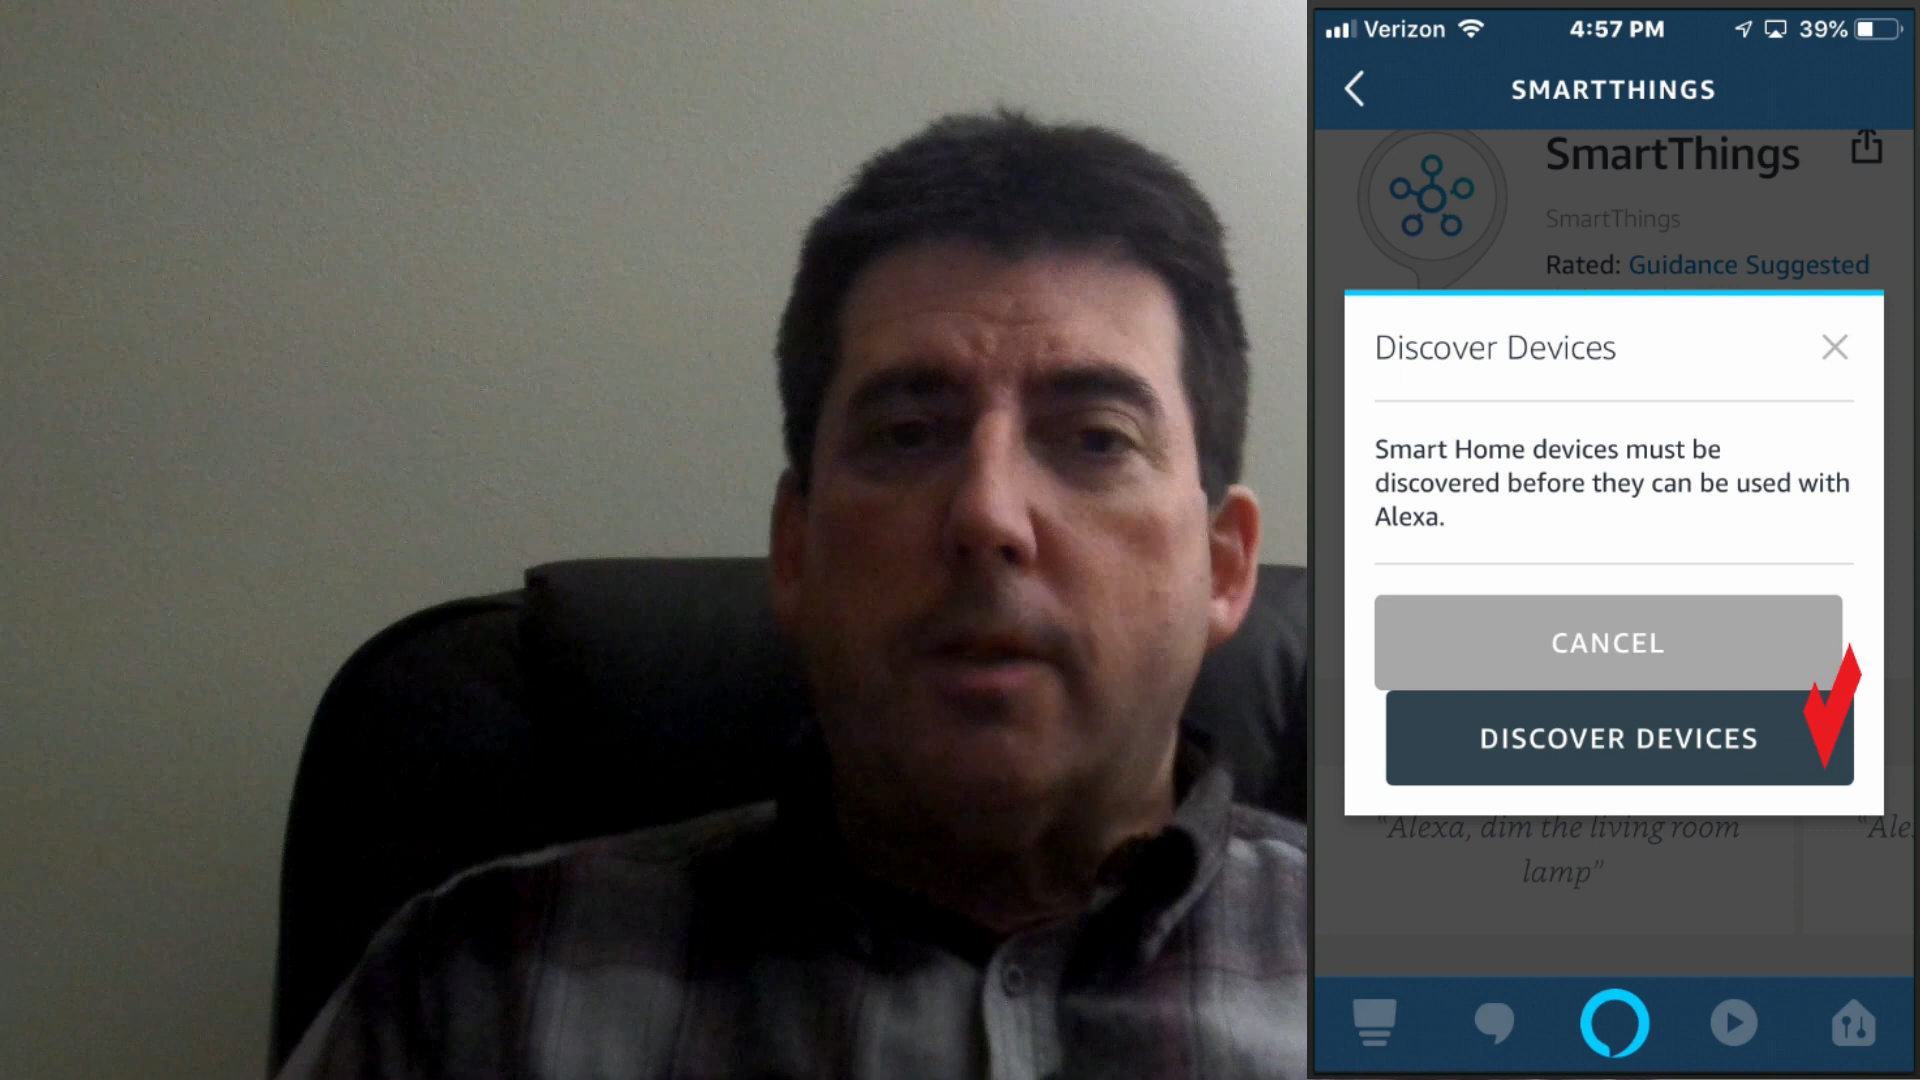 Verizon 4:57 PM 39%
SMARTTHINGS
SmartThings
SmartThings
Rated: Guidance Suggested
Discover Devices
Smart Home devices must be
discovered before they can be used with
Alexa.
CANCEL
DISCOVER DEVICES
"Alexa, dim the living room
lamp"
"Ale